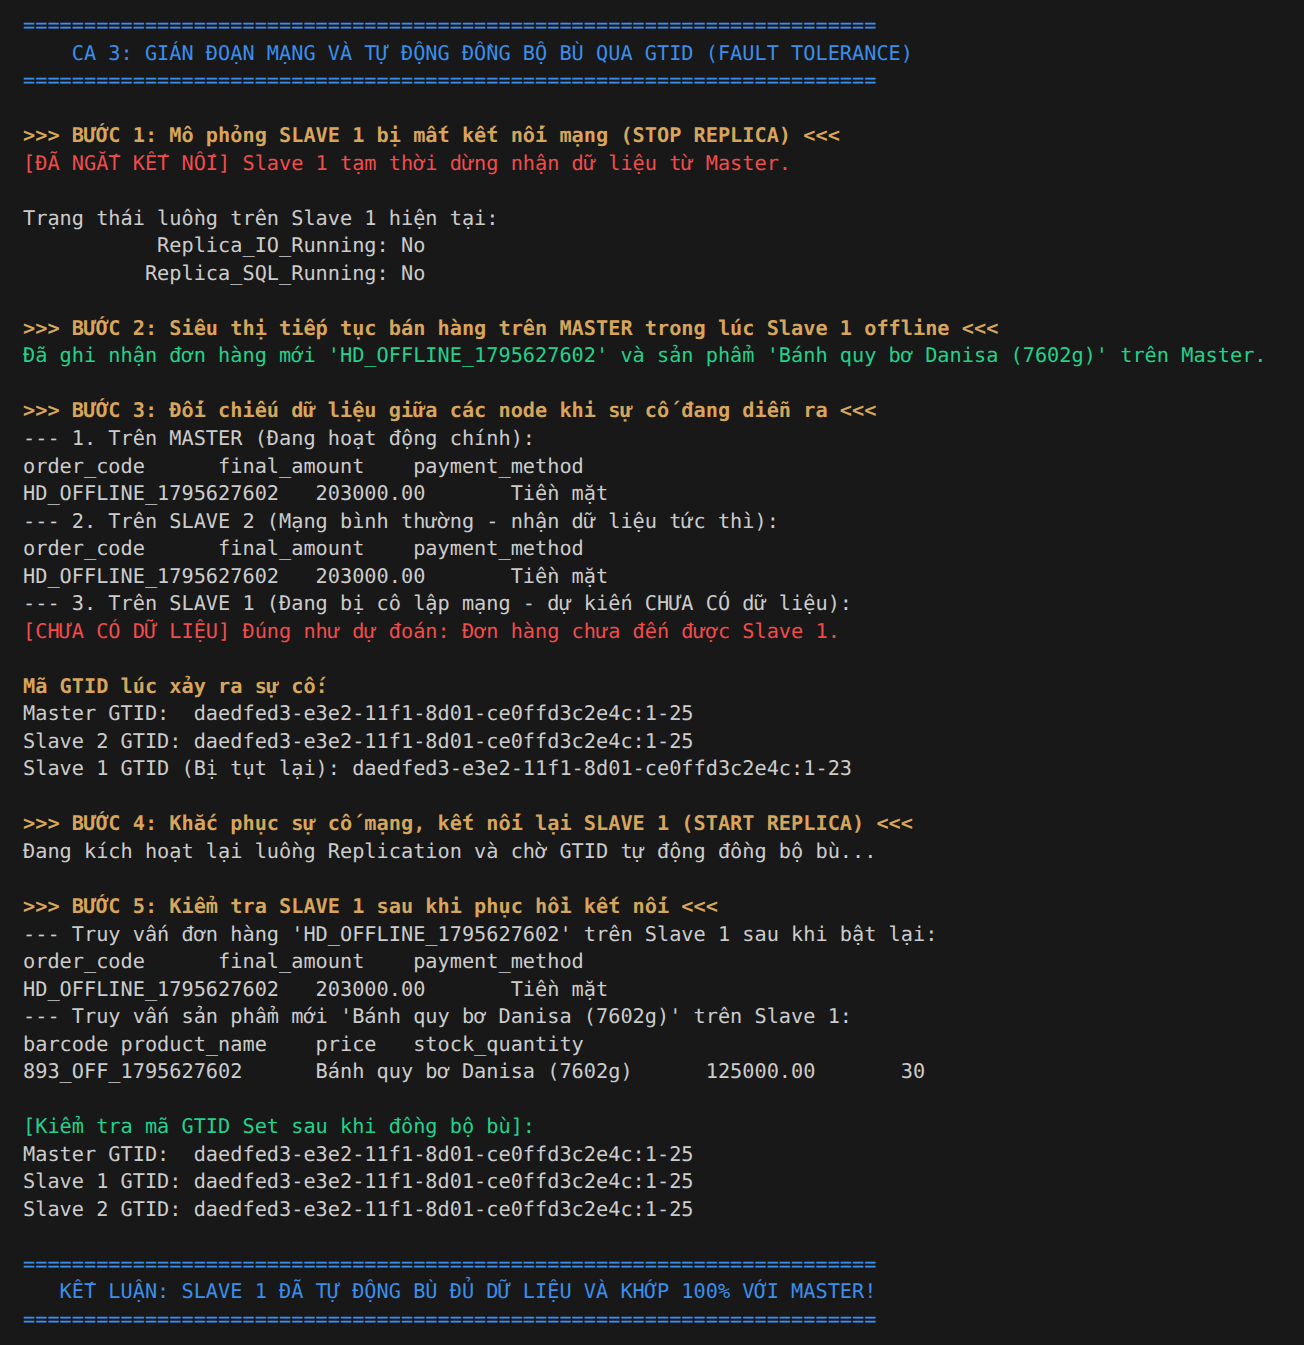 ======================================================================
CA 3: GIÁN ĐOẠN MẠNG VÀ TỰ ĐỘNG ĐỒNG BỘ BÙ QUA GTID (FAULT TOLERANCE)
======================================================================
>>> BƯỚC 1: Mô phỏng SLAVE 1 bị mất kết nối mạng (STOP REPLICA) <<<
[ĐÃ NGẮT KẾT NỐI] Slave 1 tạm thời dừng nhận dữ liệu từ Master.
Trạng thái luồng trên Slave 1 hiện tại:
Replica_IO_Running: No
Replica_SQL_Running: No
>>> BƯỚC 2: Siêu thị tiếp tục bán hàng trên MASTER trong lúc Slave 1 offline <<<
Đã ghi nhận đơn hàng mới 'HD_OFFLINE_1795627602' và sản phẩm 'Bánh quy bơ Danisa (7602g)' trên Master.
>>> BƯỚC 3: Đối chiếu dữ liệu giữa các node khi sự cố đang diễn ra <<<
--- 1. Trên MASTER (Đang hoạt động chính):
order_code      final_amount    payment_method
HD_OFFLINE_1795627602   203000.00       Tiền mặt
--- 2. Trên SLAVE 2 (Mạng bình thường - nhận dữ liệu tức thì):
order_code      final_amount    payment_method
HD_OFFLINE_1795627602   203000.00       Tiền mặt
--- 3. Trên SLAVE 1 (Đang bị cô lập mạng - dự kiến CHƯA CÓ dữ liệu):
[CHƯA CÓ DỮ LIỆU] Đúng như dự đoán: Đơn hàng chưa đến được Slave 1.
Mã GTID lúc xảy ra sự cố:
Master GTID:  daedfed3-e3e2-11f1-8d01-ce0ffd3c2e4c:1-25
Slave 2 GTID: daedfed3-e3e2-11f1-8d01-ce0ffd3c2e4c:1-25
Slave 1 GTID (Bị tụt lại): daedfed3-e3e2-11f1-8d01-ce0ffd3c2e4c:1-23
>>> BƯỚC 4: Khắc phục sự cố mạng, kết nối lại SLAVE 1 (START REPLICA) <<<
Đang kích hoạt lại luồng Replication và chờ GTID tự động đồng bộ bù...
>>> BƯỚC 5: Kiểm tra SLAVE 1 sau khi phục hồi kết nối <<<
--- Truy vấn đơn hàng 'HD_OFFLINE_1795627602' trên Slave 1 sau khi bật lại:
order_code      final_amount    payment_method
HD_OFFLINE_1795627602   203000.00       Tiền mặt
--- Truy vấn sản phẩm mới 'Bánh quy bơ Danisa (7602g)' trên Slave 1:
barcode product_name    price   stock_quantity
893_OFF_1795627602      Bánh quy bơ Danisa (7602g)      125000.00       30
[Kiểm tra mã GTID Set sau khi đồng bộ bù]:
Master GTID:  daedfed3-e3e2-11f1-8d01-ce0ffd3c2e4c:1-25
Slave 1 GTID: daedfed3-e3e2-11f1-8d01-ce0ffd3c2e4c:1-25
Slave 2 GTID: daedfed3-e3e2-11f1-8d01-ce0ffd3c2e4c:1-25
======================================================================
KẾT LUẬN: SLAVE 1 ĐÃ TỰ ĐỘNG BÙ ĐỦ DỮ LIỆU VÀ KHỚP 100% VỚI MASTER!
======================================================================